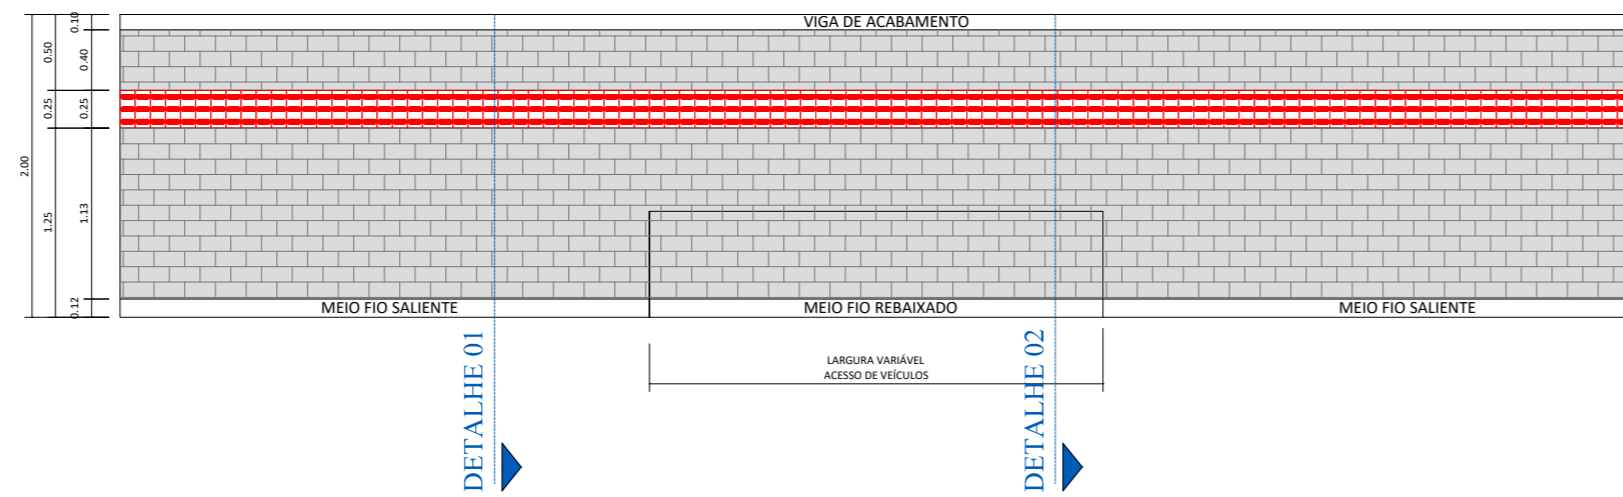 VIGA DE ACABAMENTO
0.10
0.50
0.40
0.25
0.25
2.00
1.25
1.13
0.12
MEIO FIO SALIENTE
MEIO FIO REBAIXADO
MEIO FIO SALIENTE
LARGURA VARIÁVEL
ACESSO DE VEÍCULOS
DETALHE 01
DETALHE 02